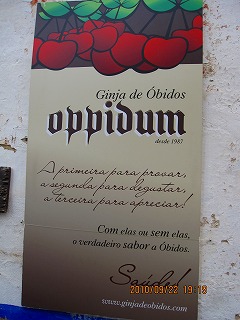 Ginja de Óbidos
oppidum
desde 1987
A primeira para provar,
a segunda para degustar,
a terceira para apreciar!
Com elas ou sem elas,
o verdadeiro sabor a Óbidos.
Saúde!
www.ginjadeobidos.com
2010/09/22 19:18